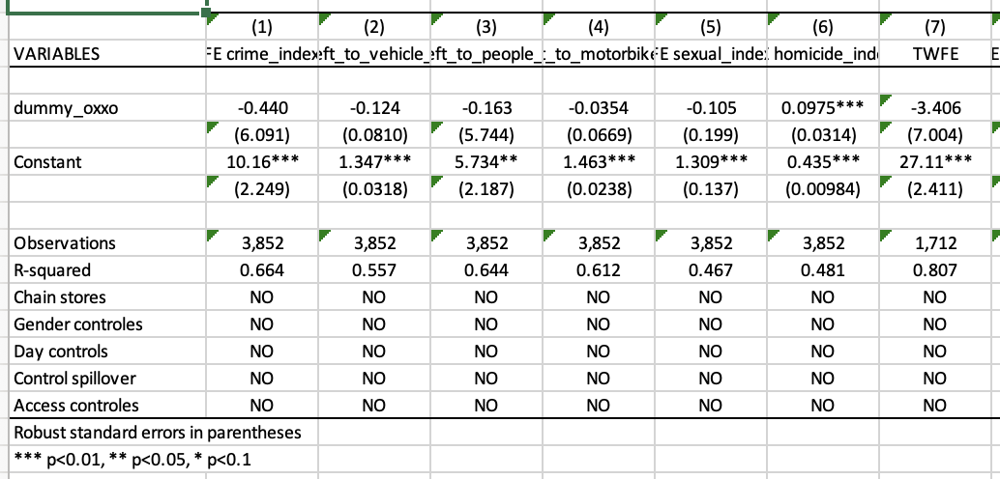 (1) (2) (3) (4) (5) (6) (7)
VARIABLES FE crime_index eft_to_vehicle_ eft_to_people_ _to_motorbike FE sexual_index homicide_inde TWFE E
dummy_oxxo -0.440 -0.124 -0.163 -0.0354 -0.105 0.0975*** -3.406
(6.091) (0.0810) (5.744) (0.0669) (0.199) (0.0314) (7.004)
Constant 10.16*** 1.347*** 5.734** 1.463*** 1.309*** 0.435*** 27.11***
(2.249) (0.0318) (2.187) (0.0238) (0.137) (0.00984) (2.411)
Observations 3,852 3,852 3,852 3,852 3,852 3,852 1,712
R-squared 0.664 0.557 0.644 0.612 0.467 0.481 0.807
Chain stores NO NO NO NO NO NO NO
Gender controles NO NO NO NO NO NO NO
Day controls NO NO NO NO NO NO NO
Control spillover NO NO NO NO NO NO NO
Access controles NO NO NO NO NO NO NO
Robust standard errors in parentheses
*** p<0.01, ** p<0.05, * p<0.1